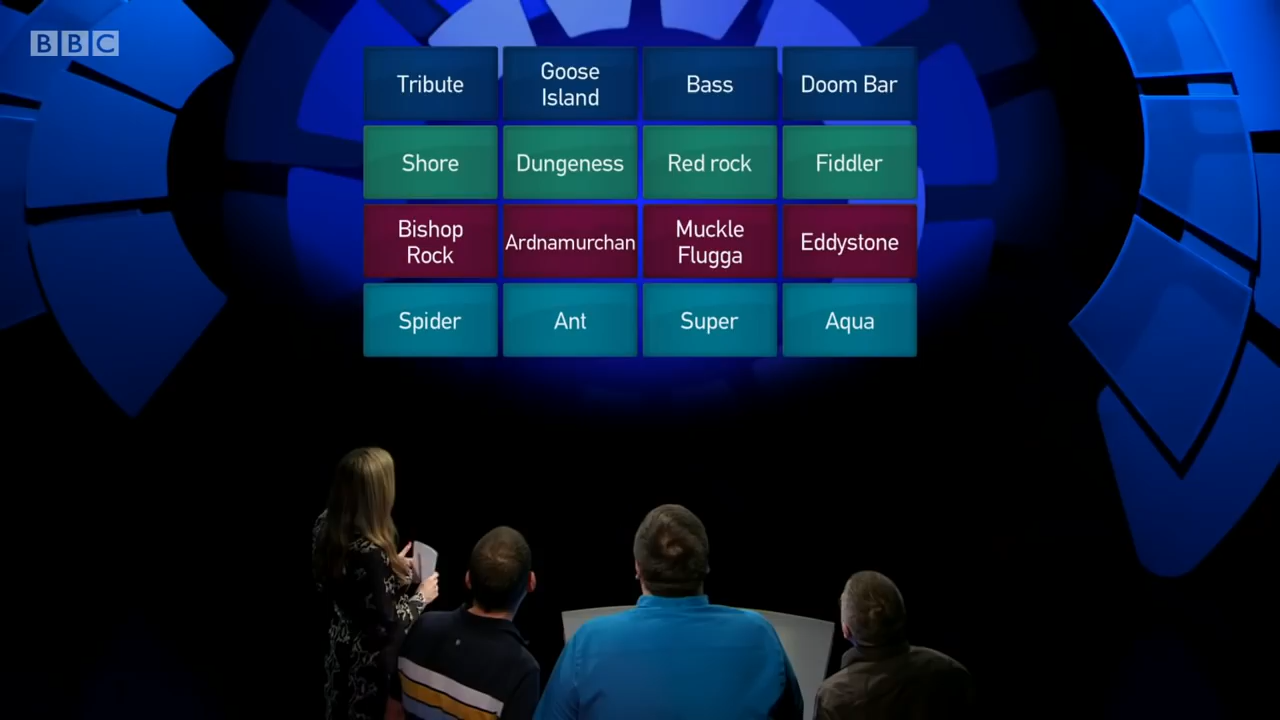 BBC
Tribute
Goose
Island
Bass
Doom Bar
Shore
Dungeness
Red rock
Fiddler
Bishop
Rock
Ardnamurchan
Muckle
Flugga
Eddystone
Spider
Ant
Super
Aqua